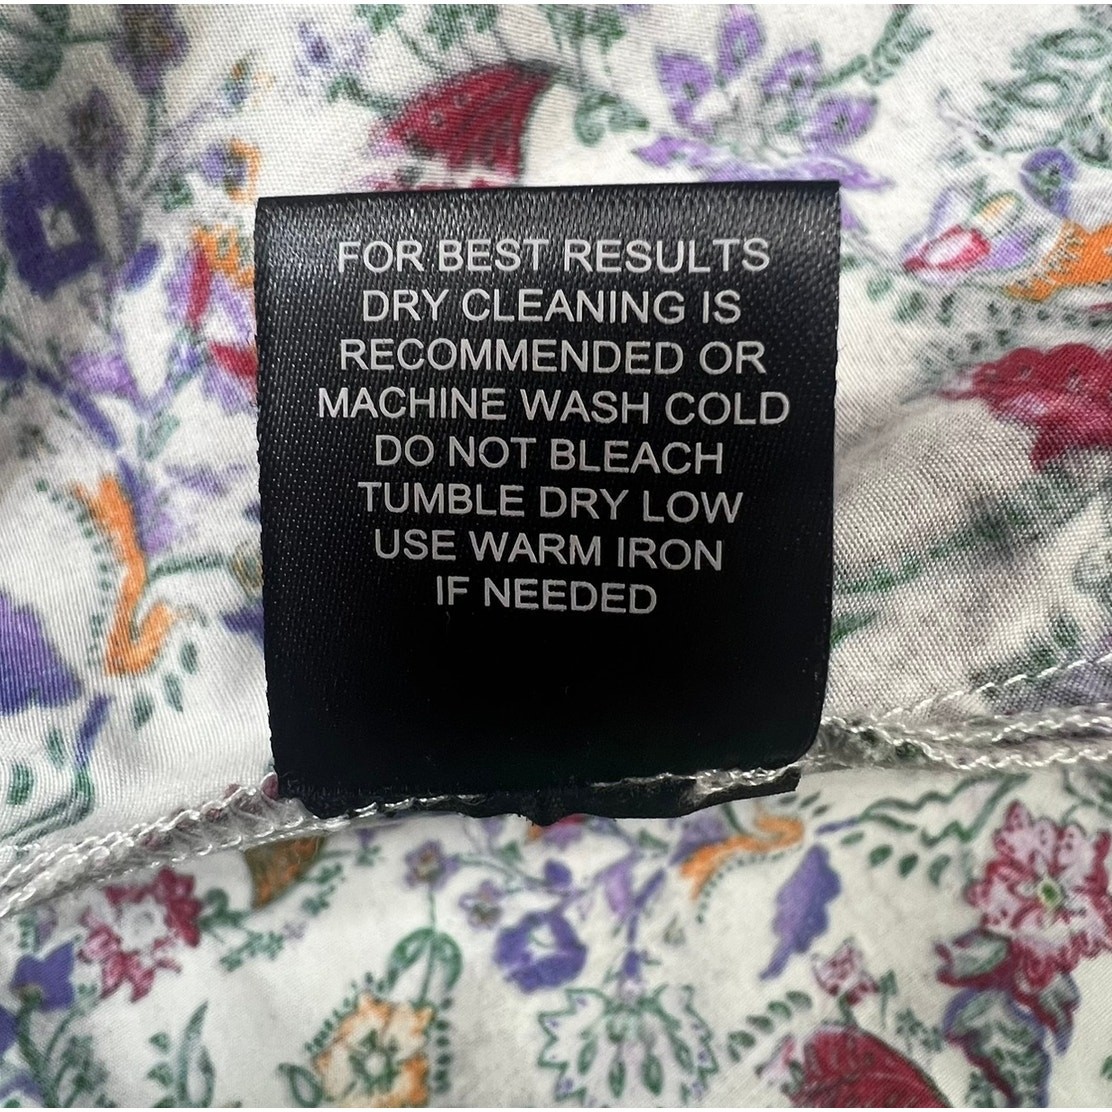 FOR BEST RESULTS
DRY CLEANING IS
RECOMMENDED OR
MACHINE WASH COLD
DO NOT BLEACH
TUMBLE DRY LOW
USE WARM IRON
IF NEEDED